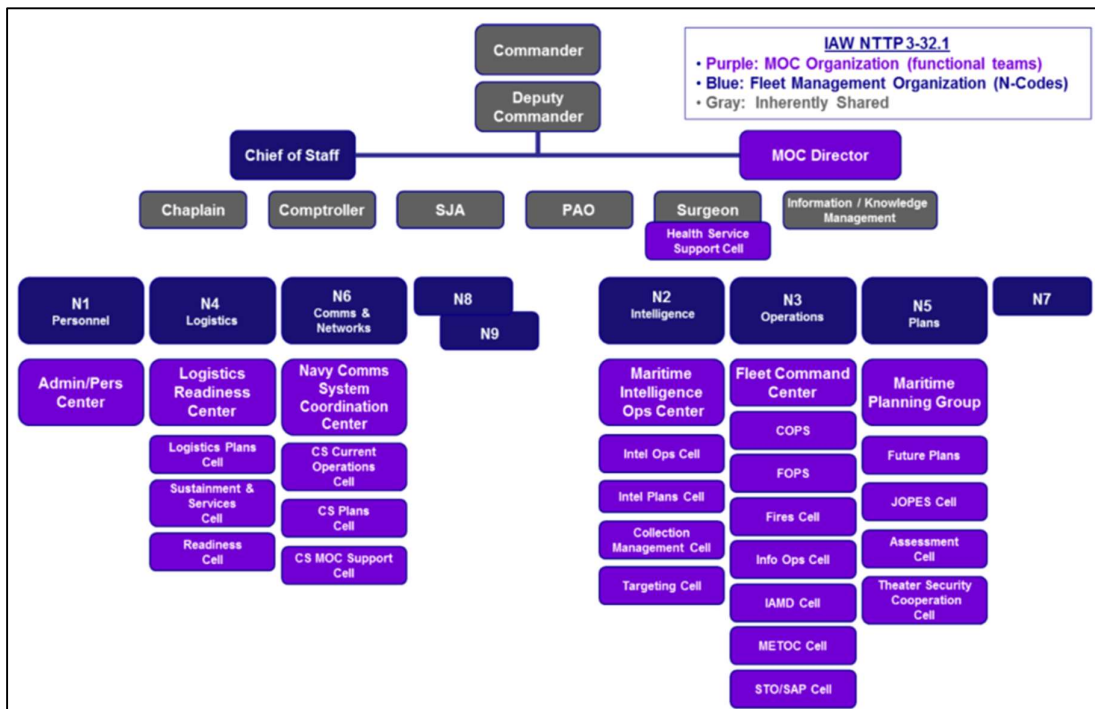 Commander
IAW NTTP 3-32.1
• Purple: MOC Organization (functional teams)
• Blue: Fleet Management Organization (N-Codes)
• Gray: Inherently Shared
Deputy
Commander
Chief of Staff
MOC Director
Chaplain
Comptroller
SJA
PAO
Surgeon
Information / Knowledge
Management
Health Service
Support Cell
N1
Personnel
N4
Logistics
N6
Comms &
Networks
N8
N9
N2
Intelligence
N3
Operations
N5
Plans
N7
Admin/Pers
Center
Logistics
Readiness
Center
Logistics Plans
Cell
Sustainment &
Services
Cell
Readiness
Cell
Navy Comms
System
Coordination
Center
CS Current
Operations
Cell
CS Plans
Cell
CS MOC Support
Cell
Maritime
Intelligence
Ops Center
Intel Ops Cell
Intel Plans Cell
Collection
Management Cell
Targeting Cell
Fleet Command
Center
COPS
FOPS
Fires Cell
Info Ops Cell
IAMD Cell
METOC Cell
STO/SAP Cell
Maritime
Planning Group
Future Plans
JOPES Cell
Assessment
Cell
Theater Security
Cooperation
Cell